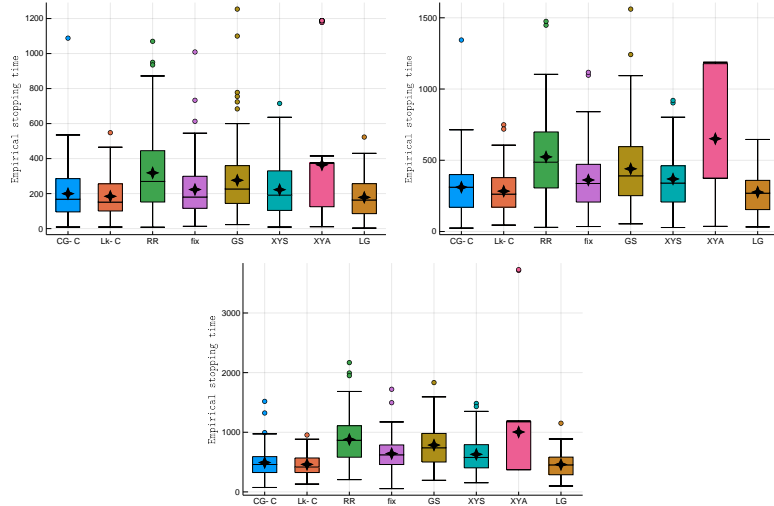 Empirical stopping time
1200
1000
800
600
400
200
0
CG- C Lk- C RR fix GS XYS XYA LG
Empirical stopping time
1500
1000
500
0
CG- C Lk- C RR fix GS XYS XYA LG
Empirical stopping time
3000
2000
1000
0
CG- C Lk- C RR fix GS XYS XYA LG